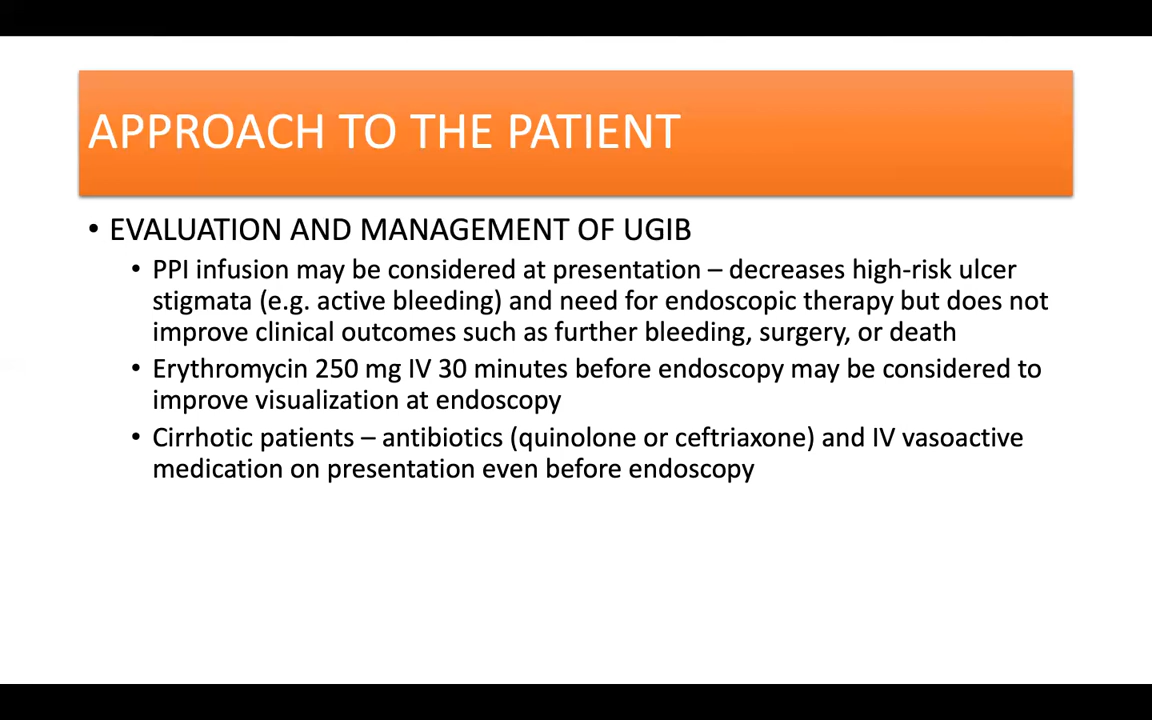 APPROACH TO THE PATIENT
• EVALUATION AND MANAGEMENT OF UGIB
• PPI infusion may be considered at presentation – decreases high-risk ulcer
stigmata (e.g. active bleeding) and need for endoscopic therapy but does not
improve clinical outcomes such as further bleeding, surgery, or death
• Erythromycin 250 mg IV 30 minutes before endoscopy may be considered to
improve visualization at endoscopy
• Cirrhotic patients – antibiotics (quinolone or ceftriaxone) and IV vasoactive
medication on presentation even before endoscopy